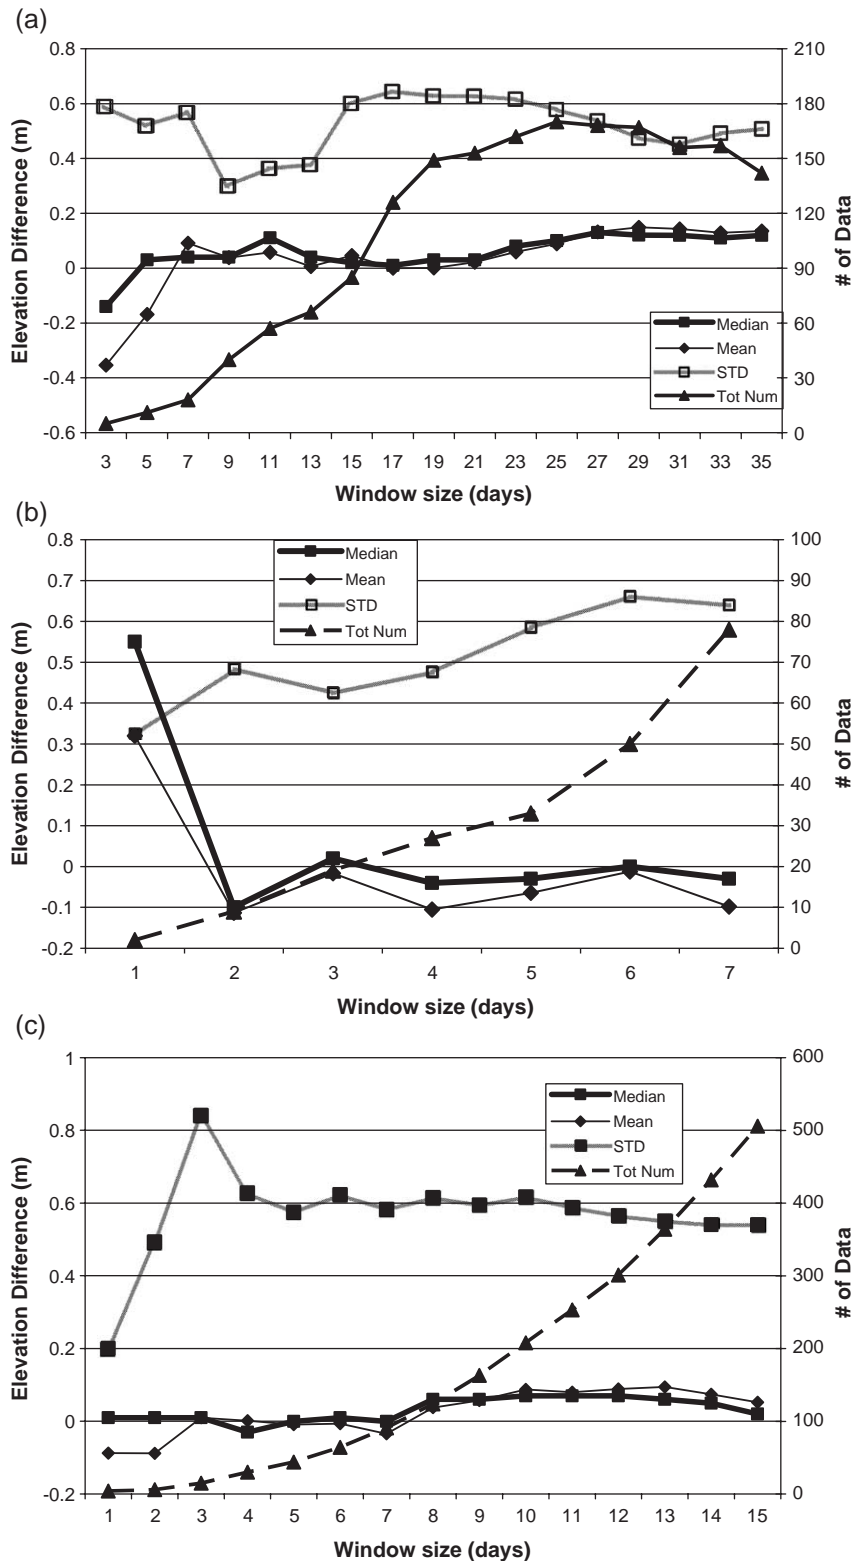 (a)
0.8
0.6
0.4
0.2
0
-0.2
-0.4
-0.6
Elevation Difference (m)
210
180
150
120
90
60
30
0
# of Data
Median
Mean
STD
Tot Num
3 5 7 9 11 13 15 17 19 21 23 25 27 29 31 33 35
Window size (days)
(b)
0.8
0.7
0.6
0.5
0.4
0.3
0.2
0.1
0
-0.1
-0.2
Elevation Difference (m)
100
90
80
70
60
50
40
30
20
10
0
# of Data
Median
Mean
STD
Tot Num
1 2 3 4 5 6 7
Window size (days)
(c)
1
0.8
0.6
0.4
0.2
0
-0.2
Elevation Difference (m)
600
500
400
300
200
100
0
# of Data
Median
Mean
STD
Tot Num
1 2 3 4 5 6 7 8 9 10 11 12 13 14 15
Window size (days)